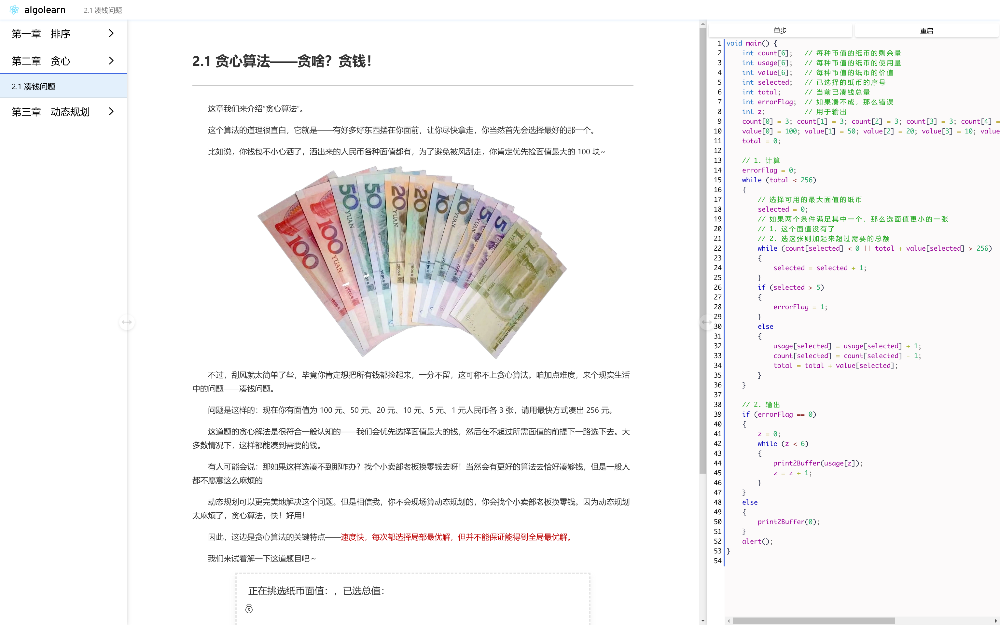 algolearn
2.1 凑钱问题
第一章 排序
第二章 贪心
2.1 凑钱问题
第三章 动态规划
2.1 贪心算法——贪啥？贪钱！
这章我们来介绍“贪心算法”。
这个算法的道理很直白，它就是——有好多好东西摆在你面前，让你尽快拿走，你当然首先会选择最好的那一个。
比如说，你钱包不小心洒了，洒出来的人民币各种面值都有，为了避免被风刮走，你肯定优先捡面值最大的 100 块~
100
100 YUAN
50 YUAN
50
20 YUAN
20
10
10 YUAN
5 YUAN
5
1 YUAN
1 YUAN
不过，刮风就太简单了些，毕竟你肯定想把所有钱都捡起来，一分不留，这可称不上贪心算法。咱加点难度，来个现实生活
中的问题——凑钱问题。
问题是这样的：现在你有面值为 100 元、50 元、20 元、10 元、5 元、1 元人民币各 3 张，请用最快方式凑出 256 元。
这道题的贪心解法是很符合一般认知的——我们会优先选择面值最大的钱，然后在不超过所需面值的前提下一路选下去。大
多数情况下，这样都能凑到需要的钱。
有人可能会说：那如果这样选凑不到那咋办？找个小卖部老板换零钱去呀！当然会有更好的算法去恰好凑够钱，但是一般人
都不愿意这么麻烦的
动态规划可以更完美地解决这个问题。但是相信我，你不会现场算动态规划的，你会找个小卖部老板换零钱。因为动态规划
太麻烦了，贪心算法，快！好用！
因此，这边是贪心算法的关键特点——速度快，每次都选择局部最优解，但并不能保证能得到全局最优解。
我们来试着解一下这道题目吧～
正在挑选纸币面值：，已选总值：
单步
重启
1 void main() {
2 int count[6]; // 每种币值的纸币的剩余量
3 int usage[6]; // 每种币值的纸币的使用量
4 int value[6]; // 每种币值的纸币的价值
5 int selected; // 已选择的纸币的序号
6 int total; // 当前已凑钱总量
7 int errorFlag; // 如果凑不成，那么错误
8 int z; // 用于输出
9 count[0] = 3; count[1] = 3; count[2] = 3; count[3] = 3; count[4] =
10 value[0] = 100; value[1] = 50; value[2] = 20; value[3] = 10; value
11 total = 0;
12
13 // 1. 计算
14 errorFlag = 0;
15 while (total < 256)
16 {
17 // 选择可用的最大面值的纸币
18 selected = 0;
19 // 如果两个条件满足其中一个，那么选面值更小的一张
20 // 1. 这个面值没有了
21 // 2. 选这张则加起来超过需要的总额
22 while (count[selected] < 0 || total + value[selected] > 256)
23 {
24 selected = selected + 1;
25 }
26 if (selected > 5)
27 {
28 errorFlag = 1;
29 }
30 else
31 {
32 usage[selected] = usage[selected] + 1;
33 count[selected] = count[selected] - 1;
34 total = total + value[selected];
35 }
36 }
37
38 // 2. 输出
39 if (errorFlag == 0)
40 {
41 z = 0;
42 while (z < 6)
43 {
44 print2Buffer(usage[z]);
45 z = z + 1;
46 }
47 }
48 else
49 {
50 print2Buffer(0);
51 }
52 alert();
53 }
54